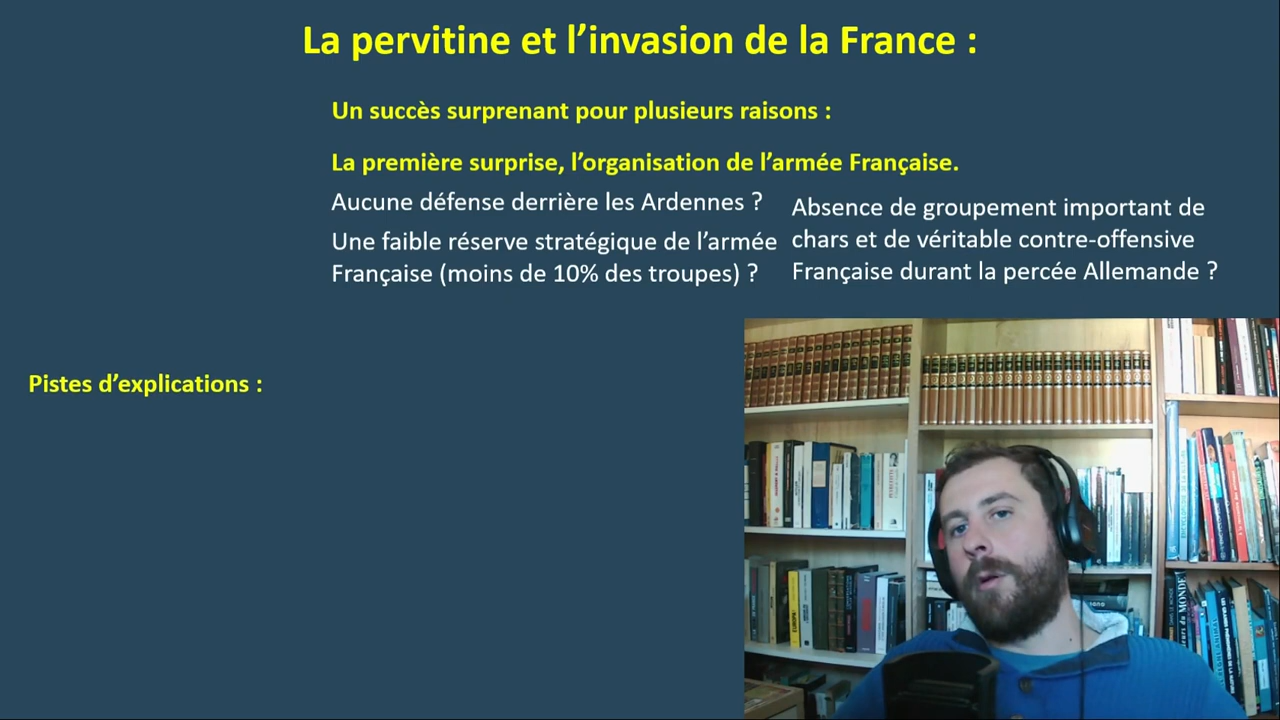 La pervitine et l’invasion de la France :
Un succès surprenant pour plusieurs raisons :
La première surprise, l’organisation de l’armée Française.
Aucune défense derrière les Ardennes ?
Une faible réserve stratégique de l’armée
Française (moins de 10% des troupes) ?
Absence de groupement important de
chars et de véritable contre-offensive
Française durant la percée Allemande ?
Pistes d’explications :